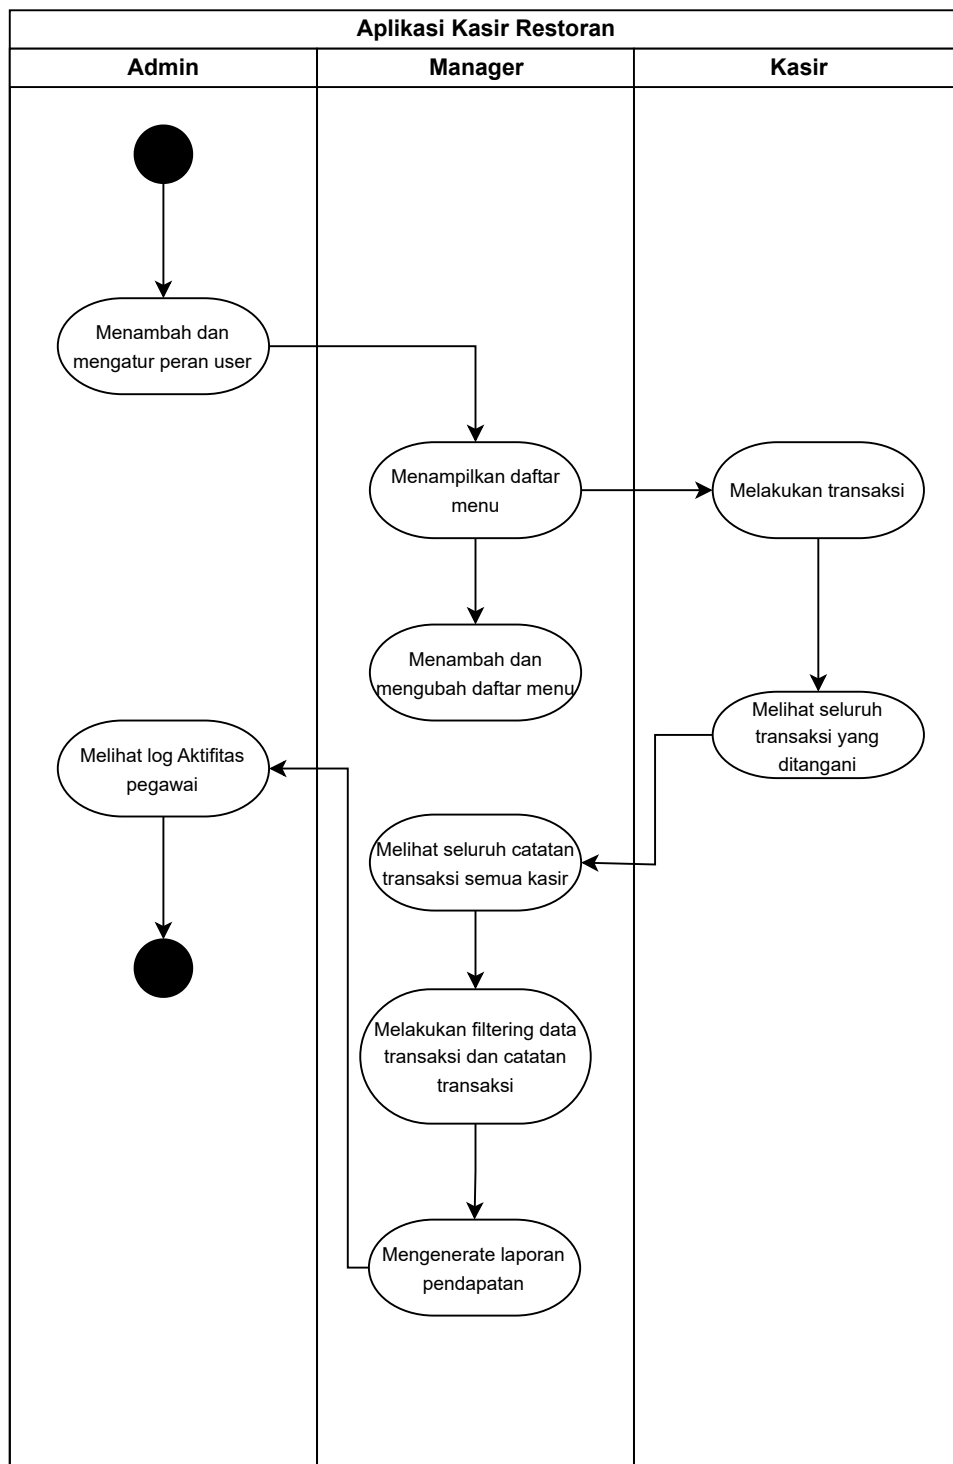 Aplikasi Kasir Restoran
Admin
Manager
Kasir
Menambah dan
mengatur peran user
Menampilkan daftar
menu
Melakukan transaksi
Menambah dan
mengubah daftar menu
Melihat seluruh
transaksi yang
ditangani
Melihat log Aktifitas
pegawai
Melihat seluruh catatan
transaksi semua kasir
Melakukan filtering data
transaksi dan catatan
transaksi
Mengenerate laporan
pendapatan